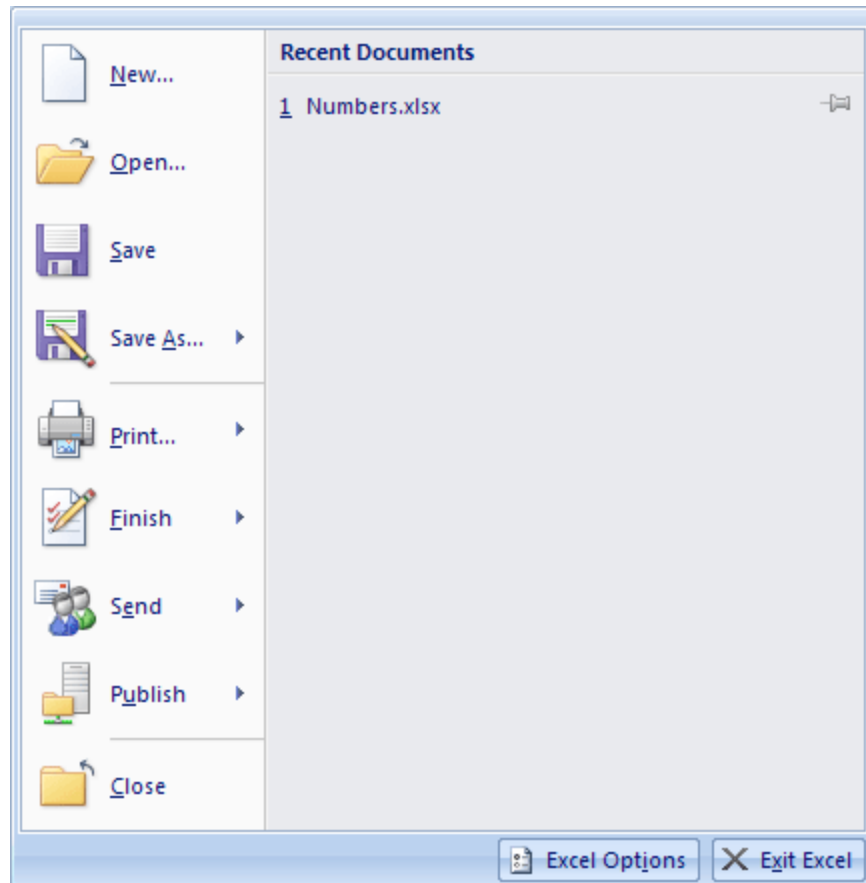 New...
Open...
Save
Save As...
Print...
Finish
Send
Publish
Close
Recent Documents
1 Numbers.xlsx
Excel Options
Exit Excel